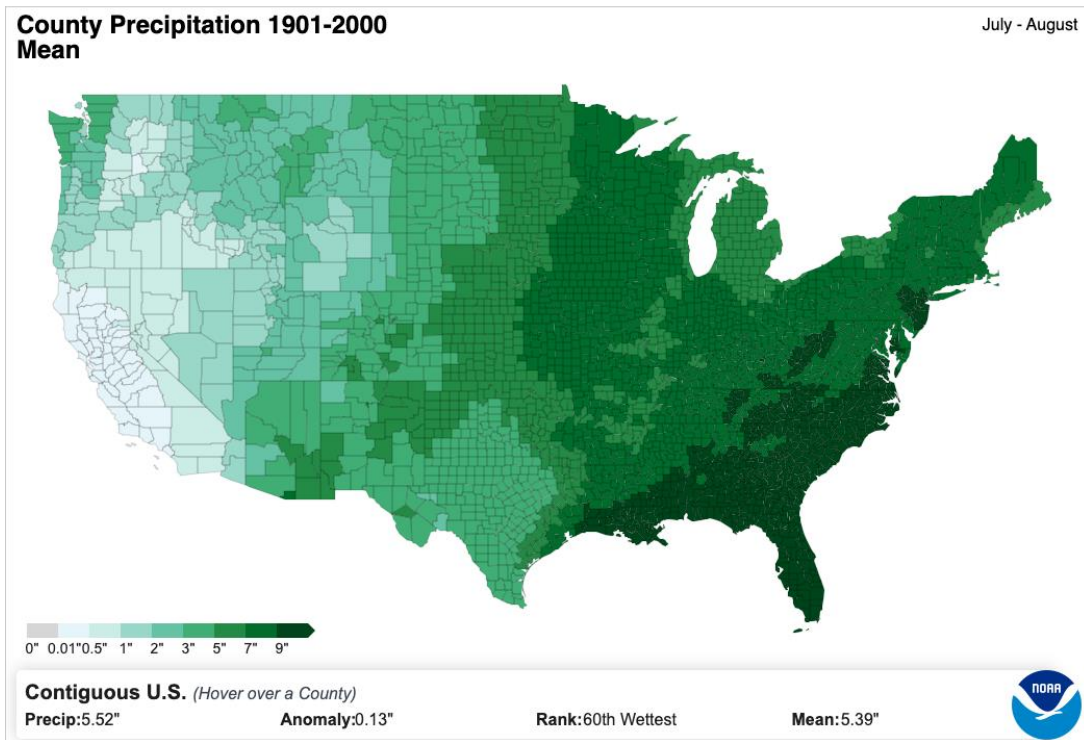 County Precipitation 1901-2000
Mean
July - August
0" 0.01" 0.5" 1" 2" 3" 5" 7" 9"
Contiguous U.S. (Hover over a County)
Precip:5.52" Anomaly:0.13" Rank:60th Wettest Mean:5.39"
NOAA